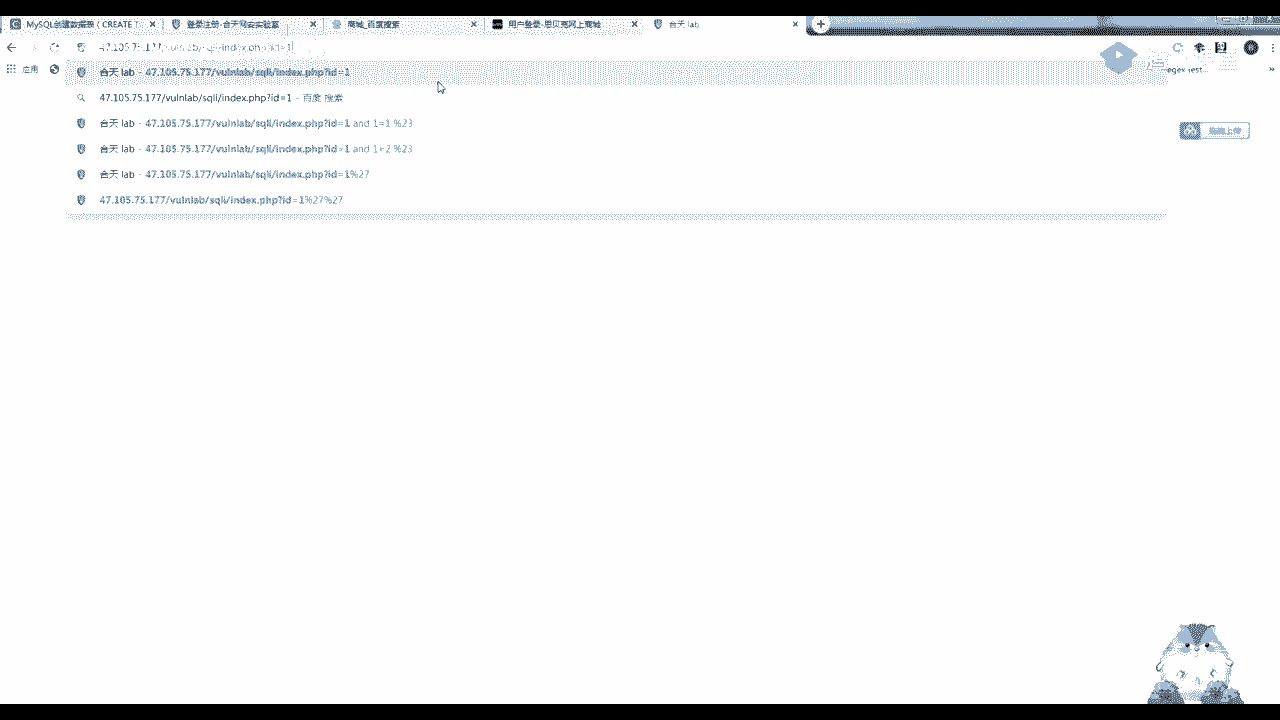 MySQL创建数据表（CREATE T
登录注册-合天网安实验室
商城_百度搜索
用户登录-思贝克网上商城
合天 lab
47.105.75.177/vulnlab/sqli/index.php?id=1
应用
合天 lab - 47.105.75.177/vulnlab/sqli/index.php?id=1
47.105.75.177/vulnlab/sqli/index.php?id=1 - 百度 搜索
合天 lab - 47.105.75.177/vulnlab/sqli/index.php?id=1 and 1=1 %23
合天 lab - 47.105.75.177/vulnlab/sqli/index.php?id=1 and 1=2 %23
合天 lab - 47.105.75.177/vulnlab/sqli/index.php?id=1%27
47.105.75.177/vulnlab/sqli/index.php?id=1%27%27